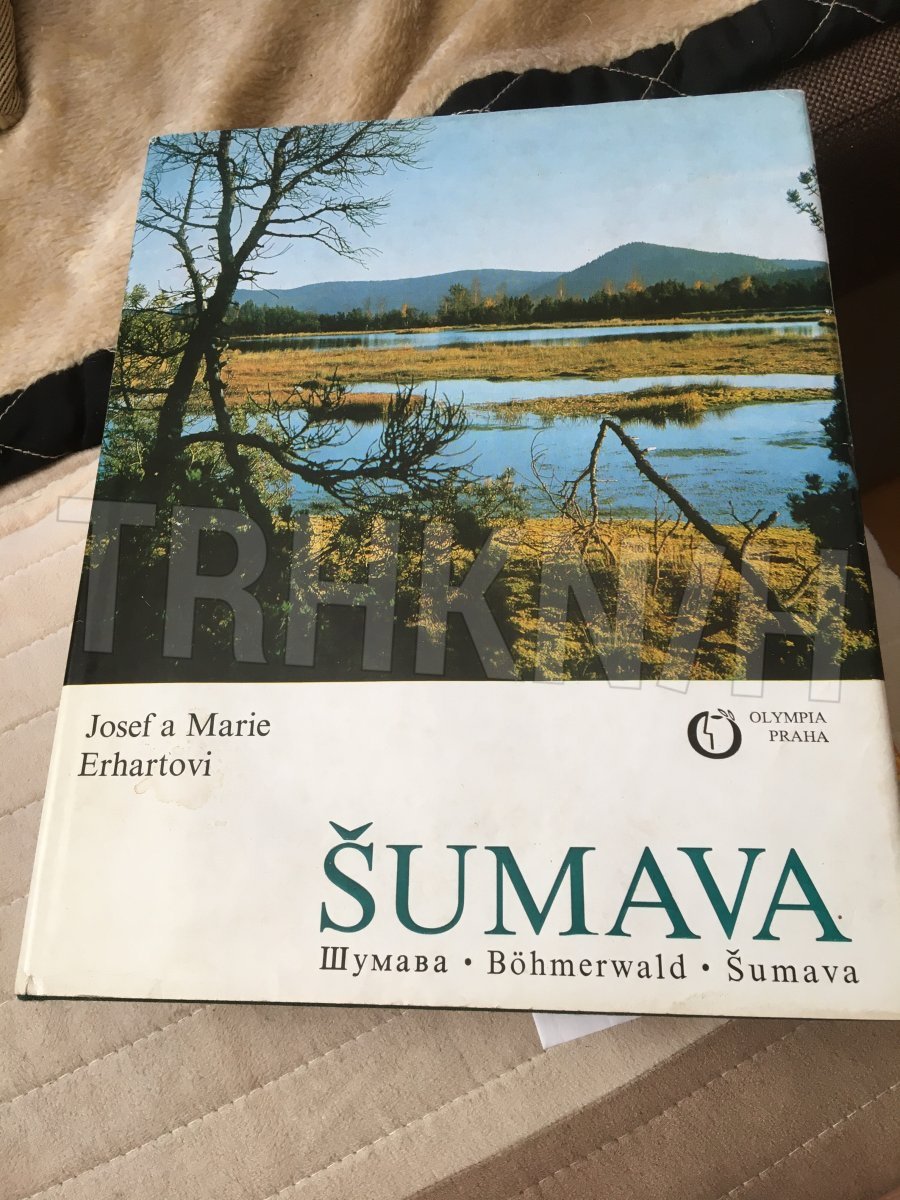 TRHKNIH
Josef a Marie
Erhartovi
OLYMPIA
PRAHA
ŠUMAVA
Шумава • Böhmerwald • Šumava